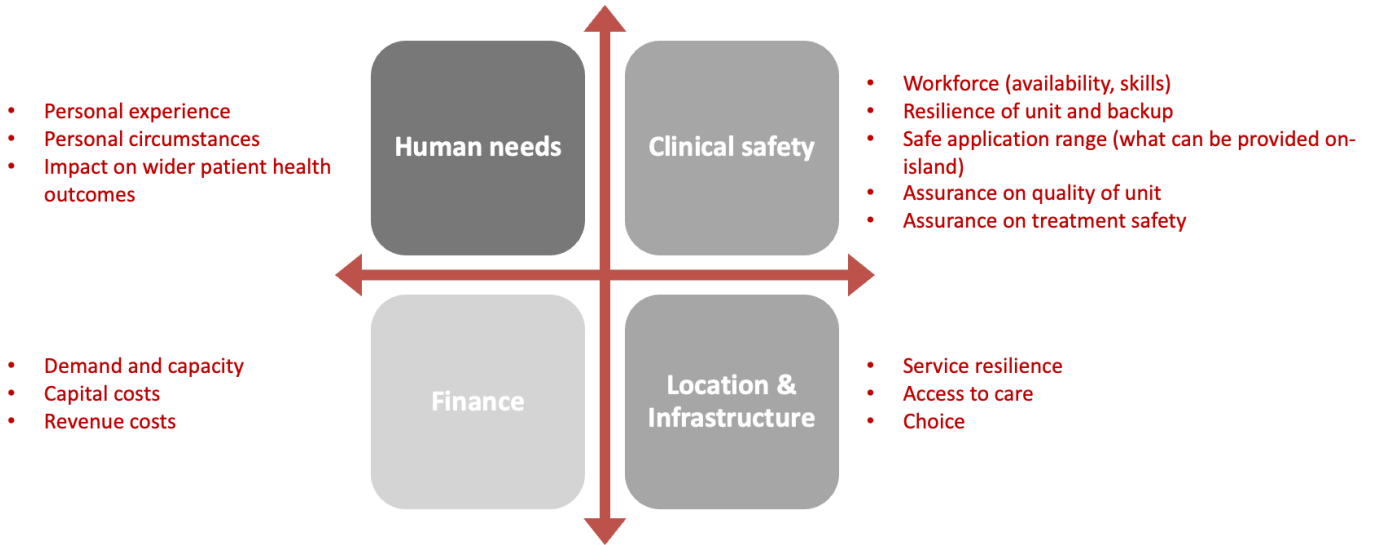 • Personal experience
• Personal circumstances
• Impact on wider patient health
outcomes
Human needs
Clinical safety
• Workforce (availability, skills)
• Resilience of unit and backup
• Safe application range (what can be provided on-
island)
• Assurance on quality of unit
• Assurance on treatment safety
• Demand and capacity
• Capital costs
• Revenue costs
Finance
Location &
Infrastructure
• Service resilience
• Access to care
• Choice